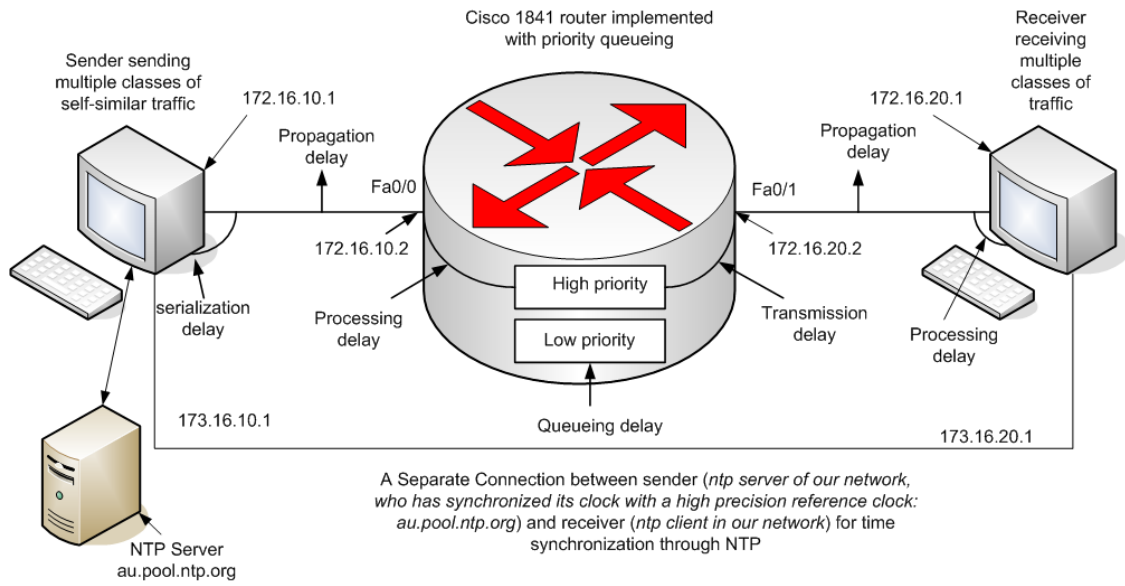 Cisco 1841 router implemented
with priority queueing
Sender sending
multiple classes of
self-similar traffic
Receiver
receiving
multiple
classes of
traffic
172.16.10.1
172.16.20.1
Propagation
delay
Propagation
delay
Fa0/0
Fa0/1
172.16.10.2
172.16.20.2
serialization
delay
Processing
delay
High priority
Low priority
Transmission
delay
Processing
delay
Queueing delay
173.16.10.1
173.16.20.1
A Separate Connection between sender (ntp server of our network,
who has synchronized its clock with a high precision reference clock:
au.pool.ntp.org) and receiver (ntp client in our network) for time
synchronization through NTP
NTP Server
au.pool.ntp.org